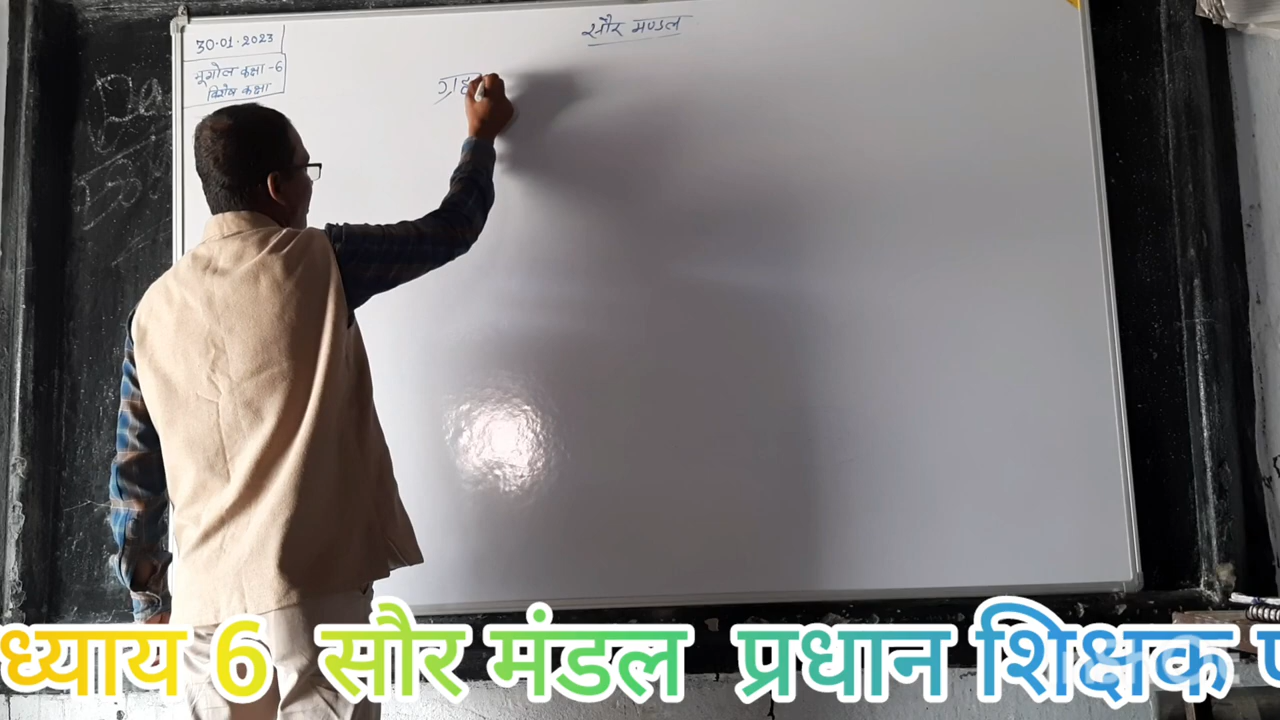 30.01.2023
भूगोल कक्षा-6
विशेष कक्षा
सौर मण्डल
ग्रह
ध्याय 6 सौर मंडल प्रधान शिक्षक